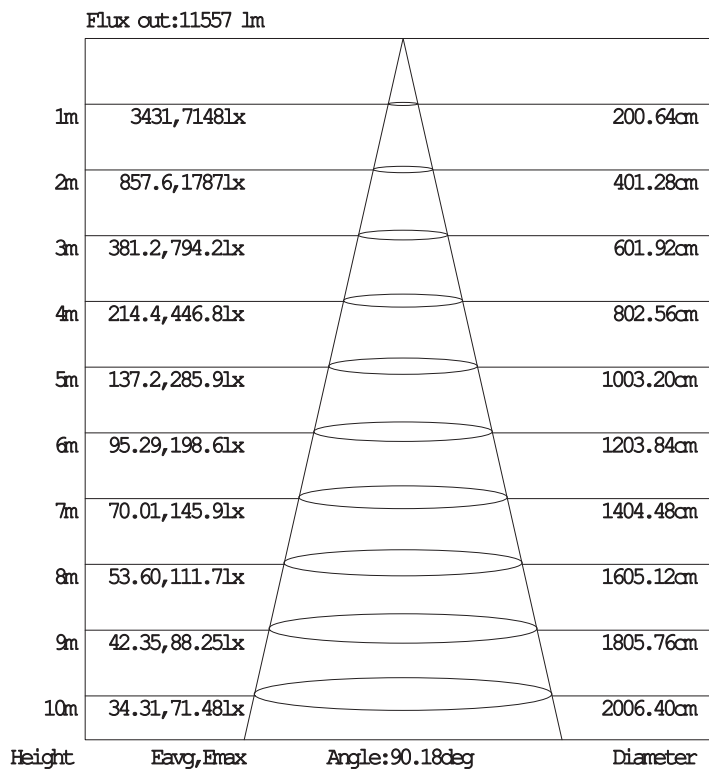 Flux out:11557 lm
1m 3431,7148lx 200.64cm
2m 857.6,1787lx 401.28cm
3m 381.2,794.2lx 601.92cm
4m 214.4,446.8lx 802.56cm
5m 137.2,285.9lx 1003.20cm
6m 95.29,198.6lx 1203.84cm
7m 70.01,145.9lx 1404.48cm
8m 53.60,111.7lx 1605.12cm
9m 42.35,88.25lx 1805.76cm
10m 34.31,71.48lx 2006.40cm
Height Eavg,Emax Angle:90.18deg Diameter